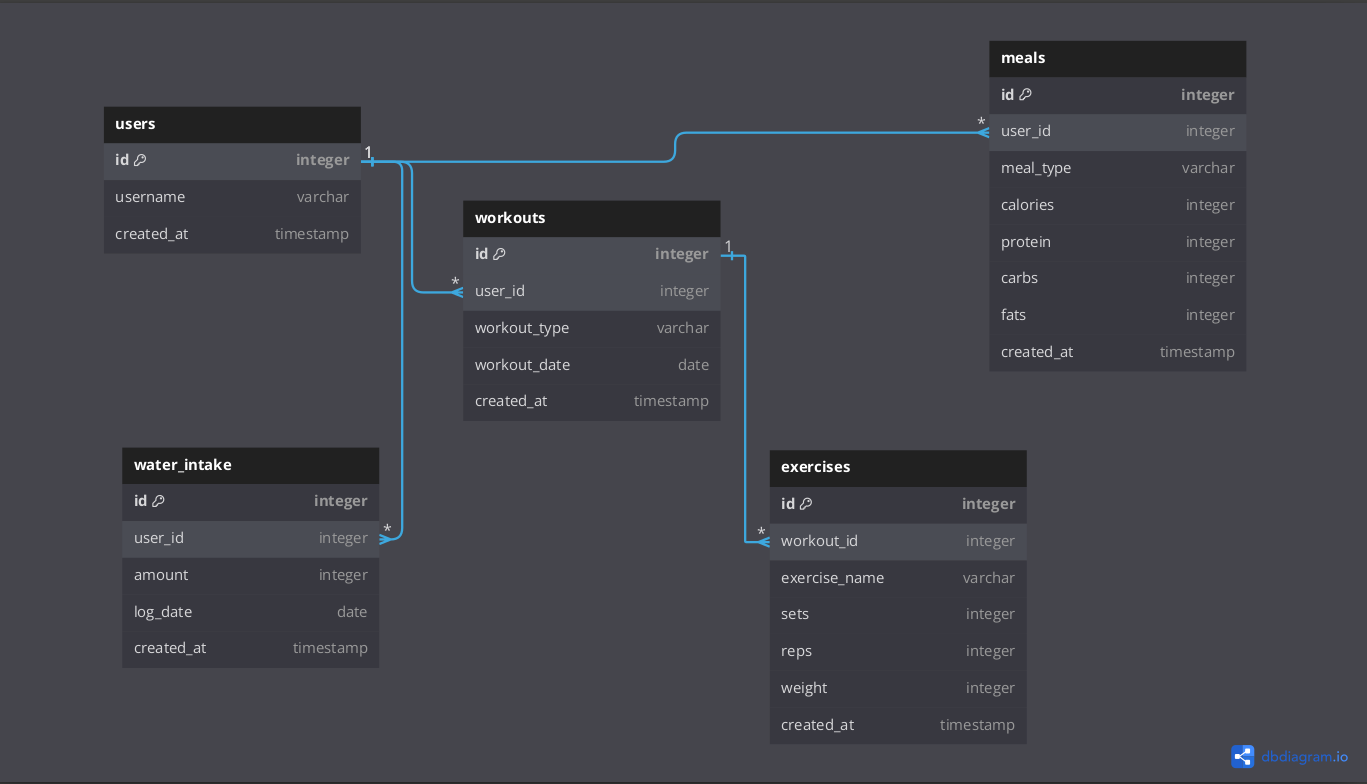 users
id integer
username varchar
created_at timestamp
1
workouts
id integer
user_id integer
workout_type varchar
workout_date date
created_at timestamp
*
1
meals
id integer
user_id integer
meal_type varchar
calories integer
protein integer
carbs integer
fats integer
created_at timestamp
*
water_intake
id integer
user_id integer
amount integer
log_date date
created_at timestamp
*
exercises
id integer
workout_id integer
exercise_name varchar
sets integer
reps integer
weight integer
created_at timestamp
*
dbdiagram.io